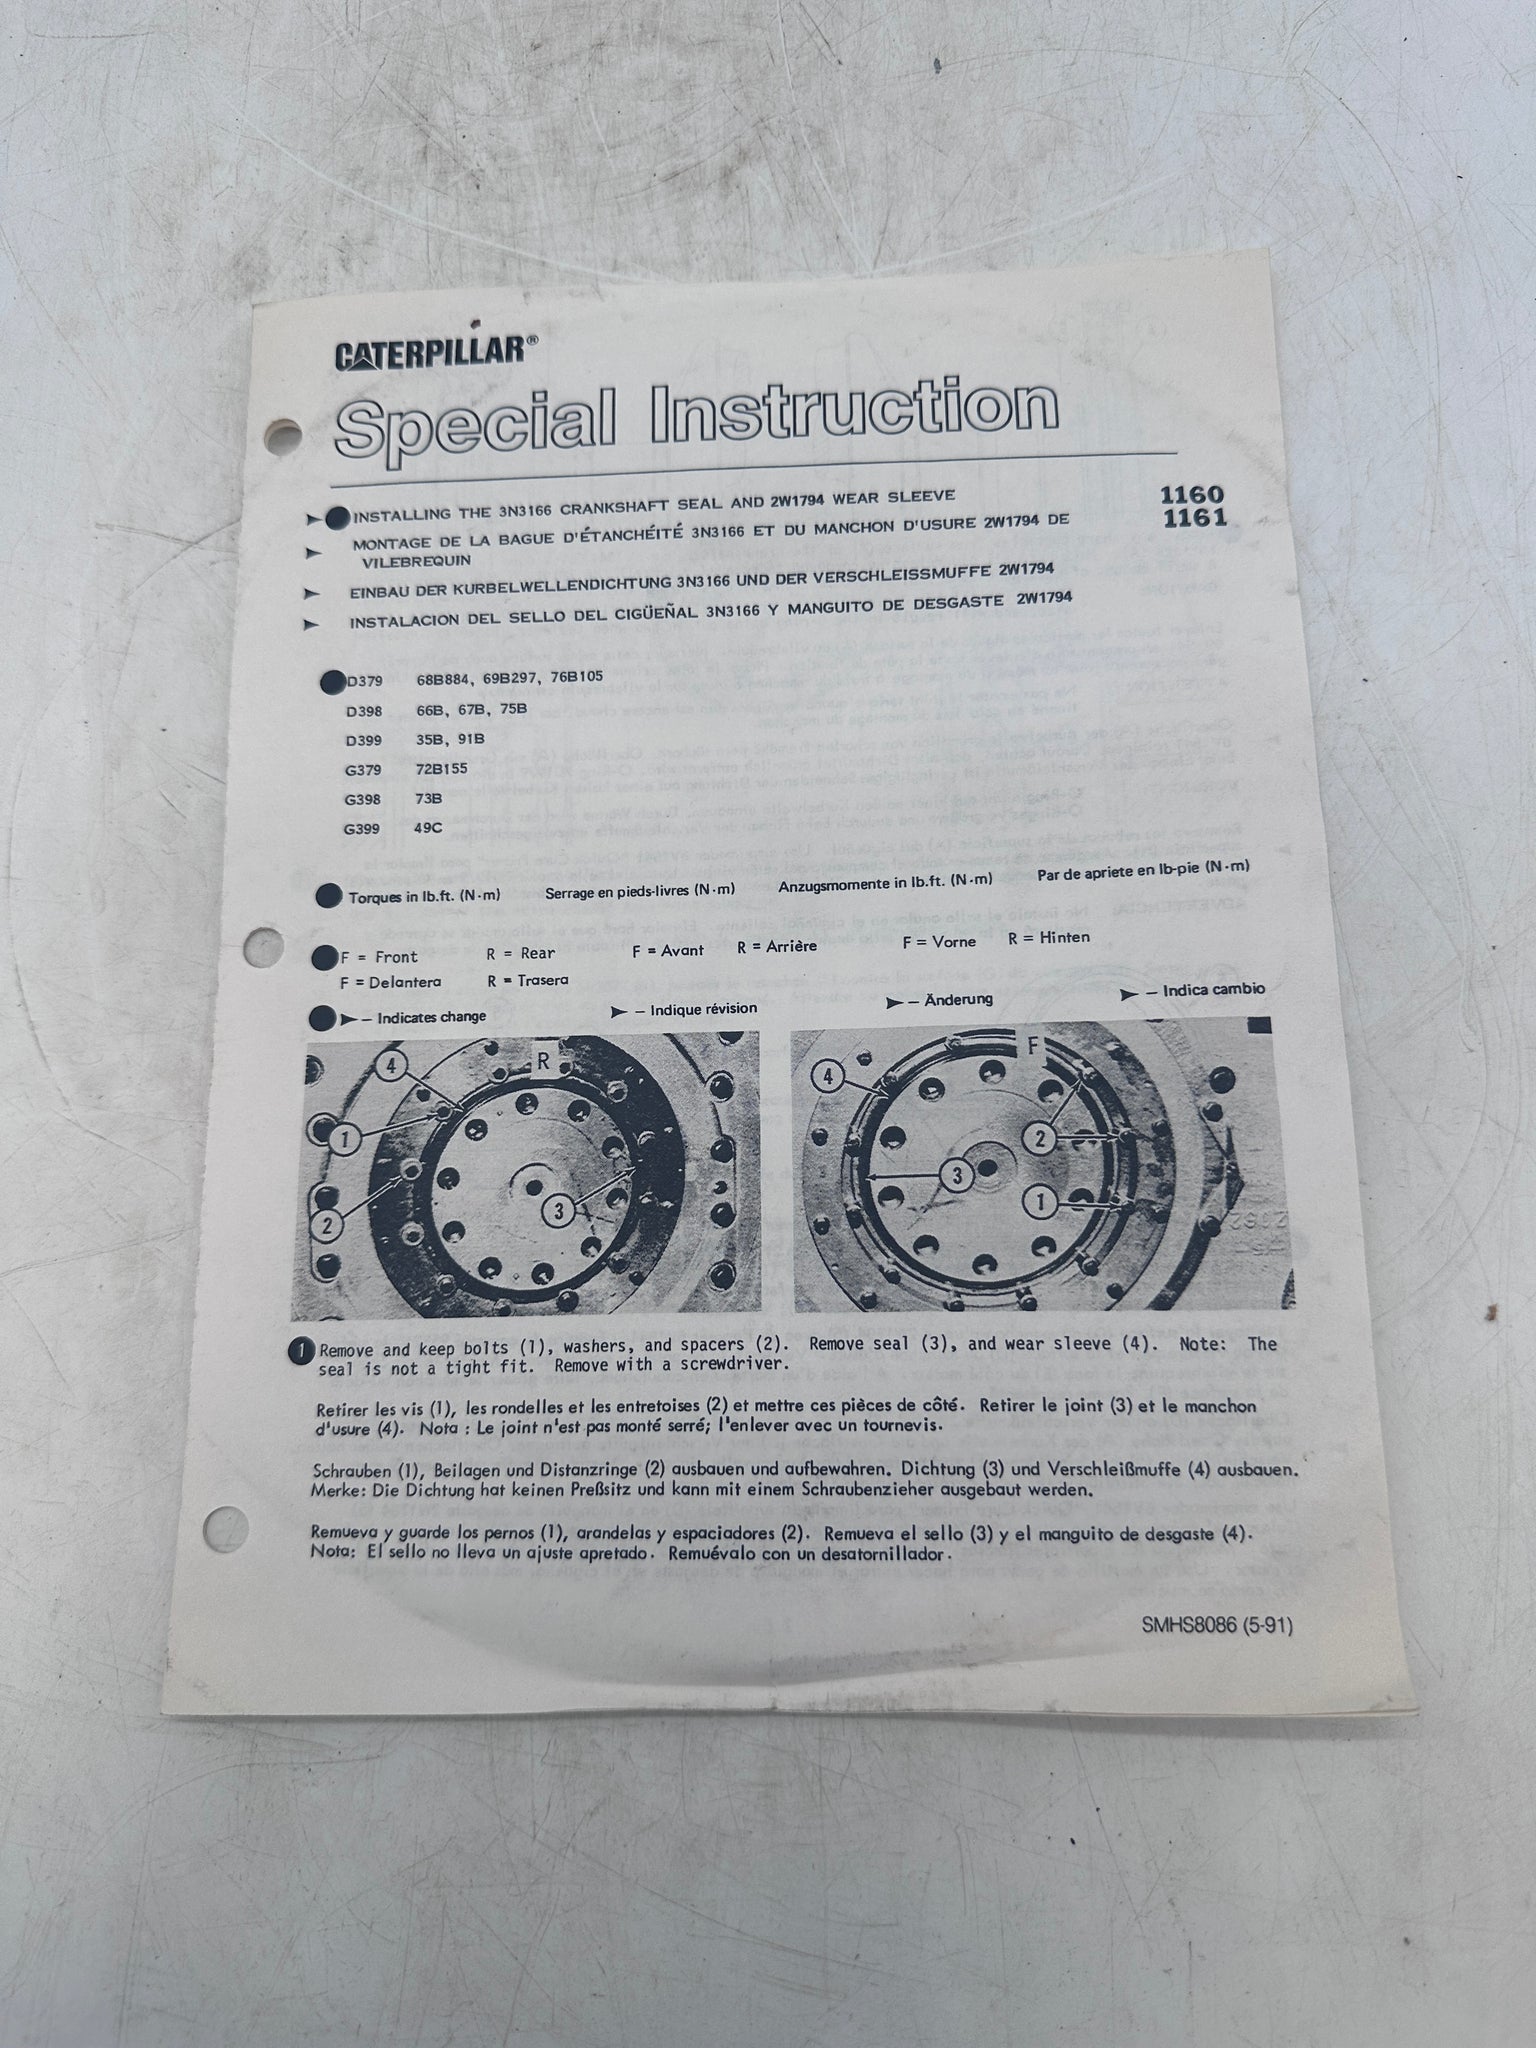 CATERPILLAR®
Special Instruction
INSTALLING THE 3N3166 CRANKSHAFT SEAL AND 2W1794 WEAR SLEEVE
1160
1161
MONTAGE DE LA BAGUE D'ÉTANCHÉITÉ 3N3166 ET DU MANCHON D'USURE 2W1794 DE
VILEBREQUIN
EINBAU DER KURBELWELLENDICHTUNG 3N3166 UND DER VERSCHLEISSMUFFE 2W1794
INSTALACION DEL SELLO DEL CIGÜEÑAL 3N3166 Y MANGUITO DE DESGASTE 2W1794
D379 68B884, 69B297, 76B105
D398 66B, 67B, 75B
D399 35B, 91B
G379 72B155
G398 73B
G399 49C
Torques in lb.ft. (N·m) Serrage en pieds-livres (N·m) Anzugsmomente in lb.ft. (N·m) Par de apriete en lb-pie (N·m)
F = Front R = Rear F = Avant R = Arrière F = Vorne R = Hinten
F = Delantera R = Trasera
➤ – Indicates change ➤ – Indique révision ➤ – Änderung ➤ – Indica cambio
4 R 1 2 3
4 F 2 3 1
1 Remove and keep bolts (1), washers, and spacers (2). Remove seal (3), and wear sleeve (4). Note: The
seal is not a tight fit. Remove with a screwdriver.
Retirer les vis (1), les rondelles et les entretoises (2) et mettre ces pièces de côté. Retirer le joint (3) et le manchon
d'usure (4). Nota : Le joint n'est pas monté serré; l'enlever avec un tournevis.
Schrauben (1), Beilagen und Distanzringe (2) ausbauen und aufbewahren. Dichtung (3) und Verschleißmuffe (4) ausbauen.
Merke: Die Dichtung hat keinen Preßsitz und kann mit einem Schraubenzieher ausgebaut werden.
Remueva y guarde los pernos (1), arandelas y espaciadores (2). Remueva el sello (3) y el manguito de desgaste (4).
Nota: El sello no lleva un ajuste apretado. Remuévalo con un desatornillador.
SMHS8086 (5-91)